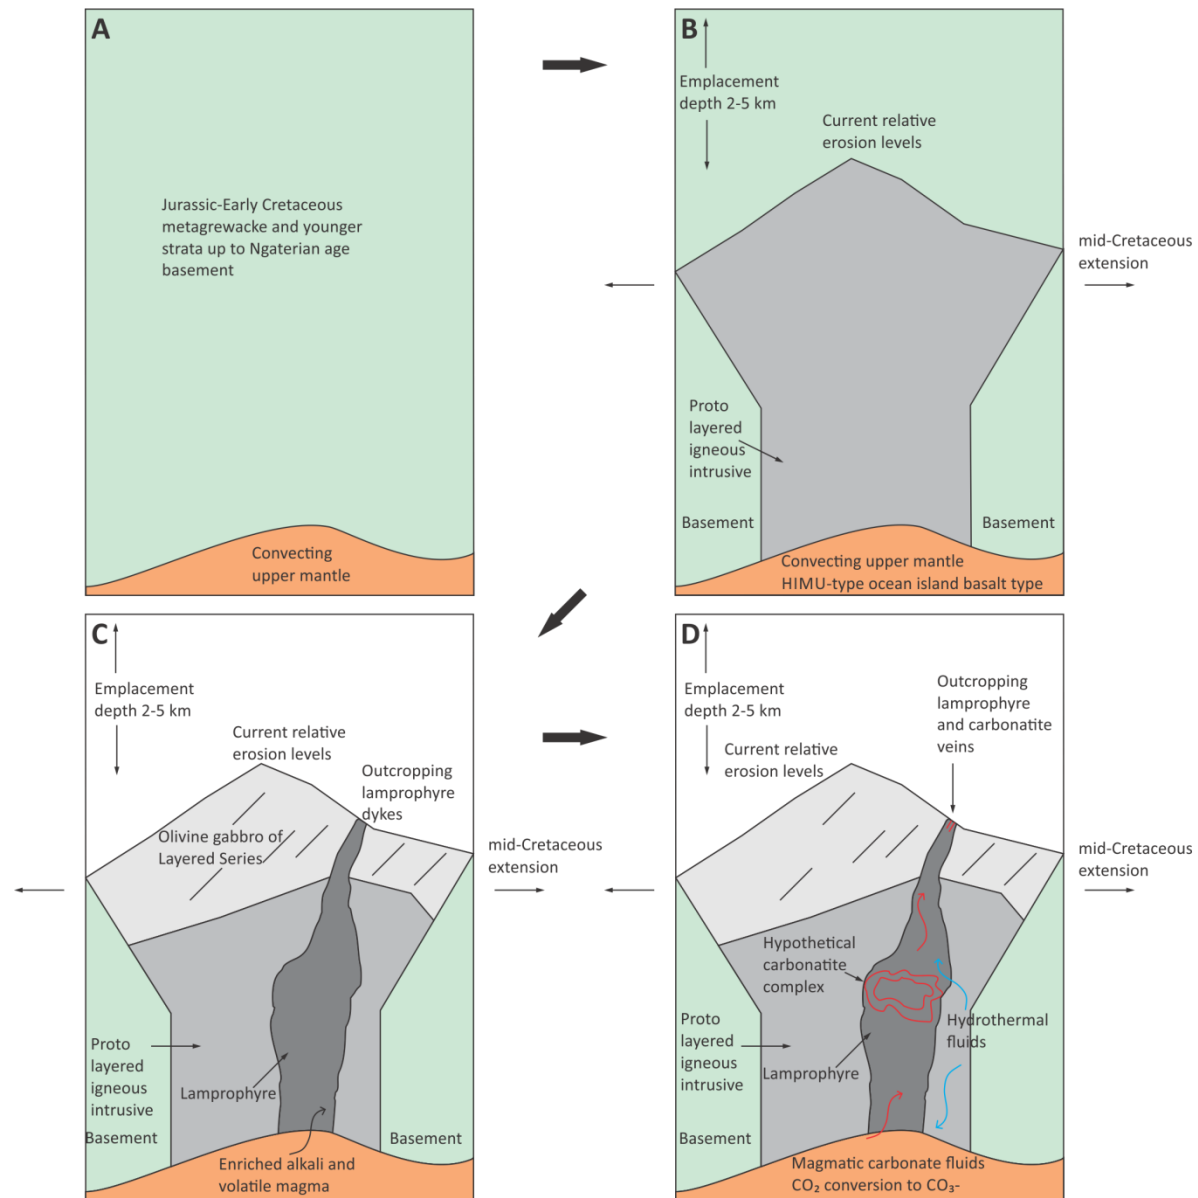 A
Jurassic-Early Cretaceous
metagrewacke and younger
strata up to Ngaterian age
basement
Convecting
upper mantle
B
Emplacement
depth 2-5 km
Current relative
erosion levels
mid-Cretaceous
extension
Proto
layered
igneous
intrusive
Basement
Basement
Convecting upper mantle
HIMU-type ocean island basalt type
C
Emplacement
depth 2-5 km
Current relative
erosion levels
Outcropping
lamprophyre
dykes
Olivine gabbro of
Layered Series
mid-Cretaceous
extension
Proto
layered
igneous
intrusive
Lamprophyre
Basement
Basement
Enriched alkali and
volatile magma
D
Emplacement
depth 2-5 km
Outcropping
lamprophyre
and carbonatite
veins
Current relative
erosion levels
mid-Cretaceous
extension
Hypothetical
carbonatite
complex
Hydrothermal
fluids
Proto
layered
igneous
intrusive
Lamprophyre
Basement
Basement
Magmatic carbonate fluids
CO₂ conversion to CO₃-